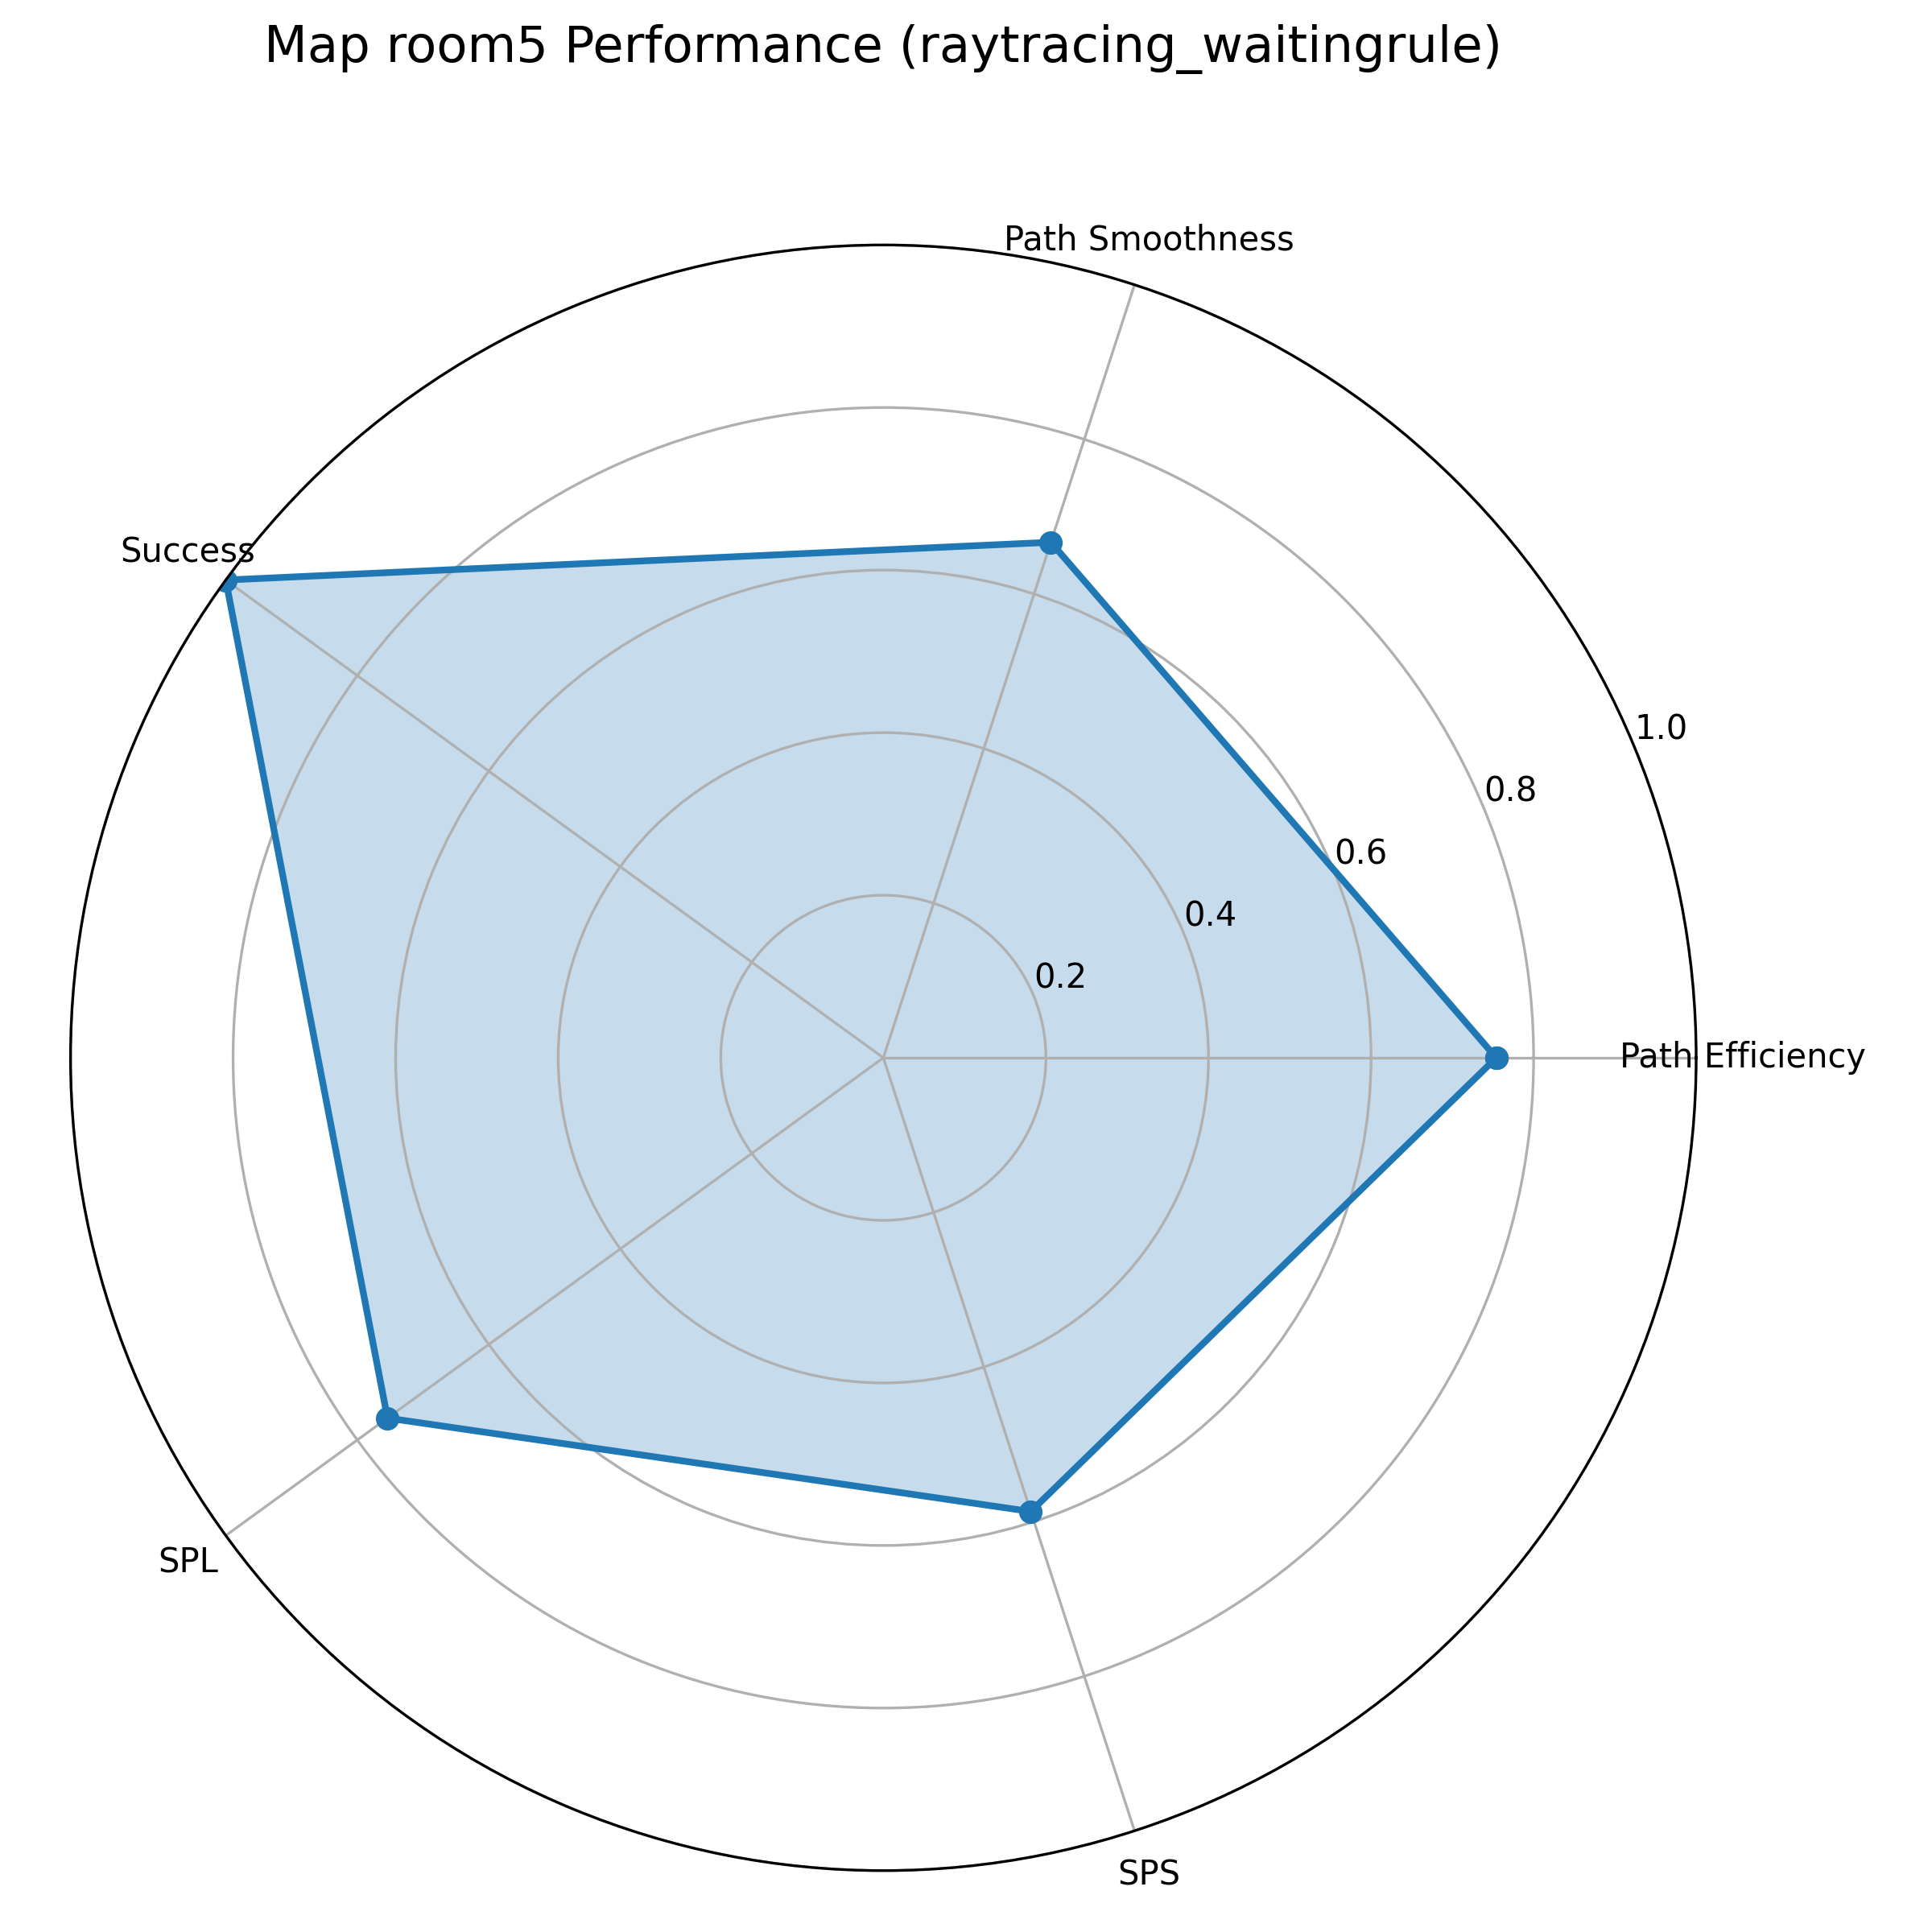 Map room5 Performance (raytracing_waitingrule)
Path Smoothness
Success
1.0
0.8
0.6
0.4
0.2
Path Efficiency
SPL
SPS